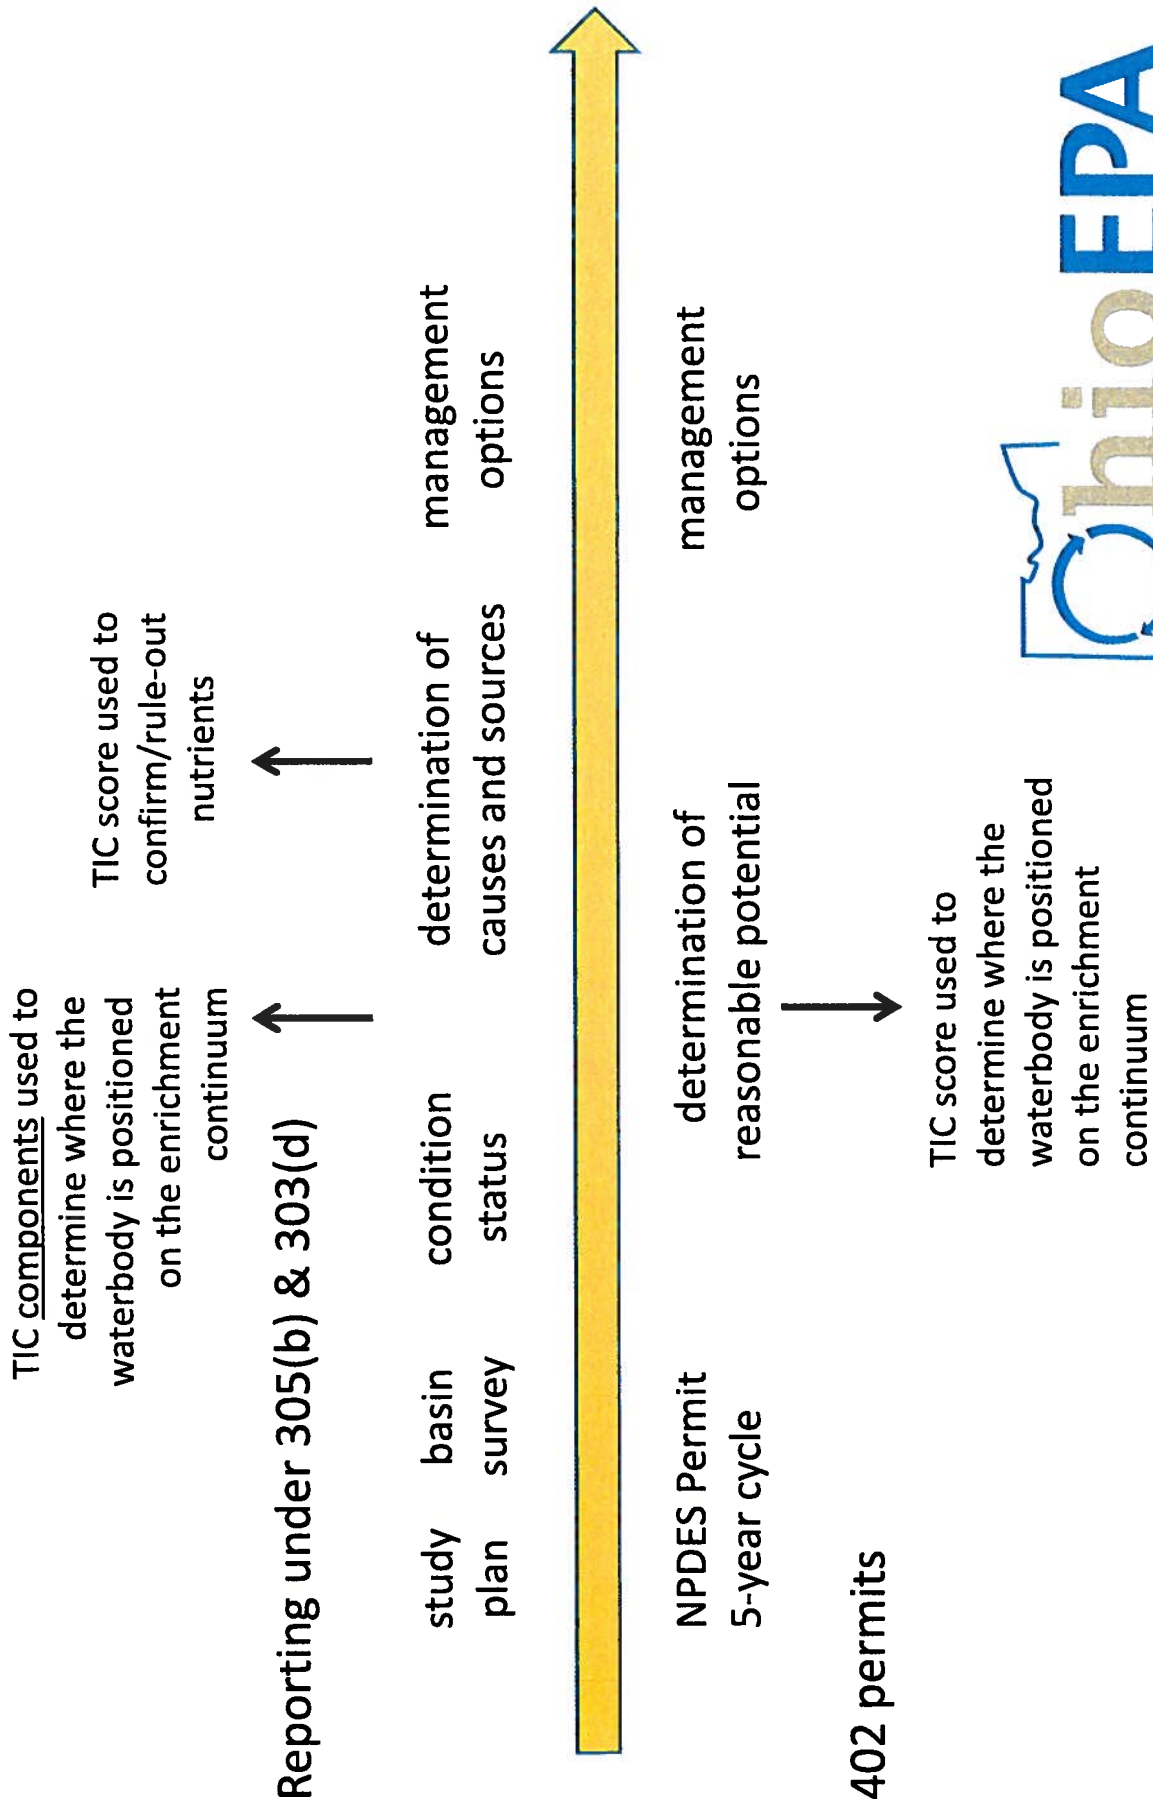 TIC components used to
determine where the
waterbody is positioned
on the enrichment
continuum
TIC score used to
confirm/rule-out
nutrients
Reporting under 305(b) & 303(d)
study
plan
basin
survey
condition
status
determination of
causes and sources
management
options
NPDES Permit
5-year cycle
determination of
reasonable potential
management
options
402 permits
TIC score used to
determine where the
waterbody is positioned
on the enrichment
continuum
OhioEPA